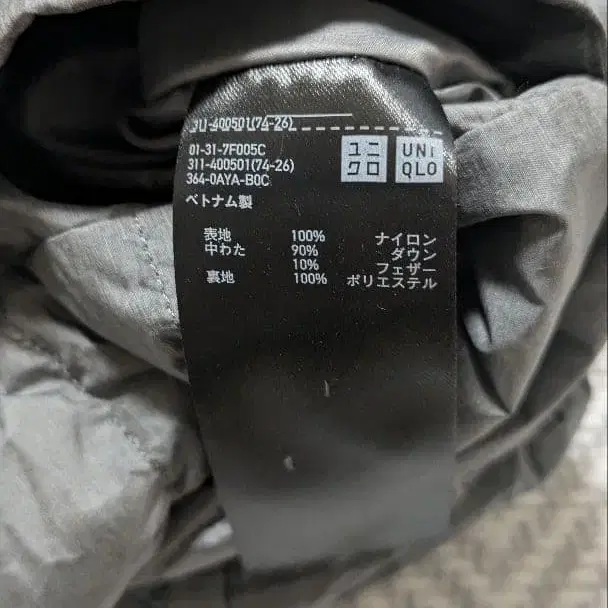 311-400501(74-26)
01-31-7F005C
311-400501(74-26)
364-0AYA-B0C
ベトナム製
ユニクロ
UNIQLO
表地 100% ナイロン
中わた 90% ダウン
10% フェザー
裏地 100% ポリエステル